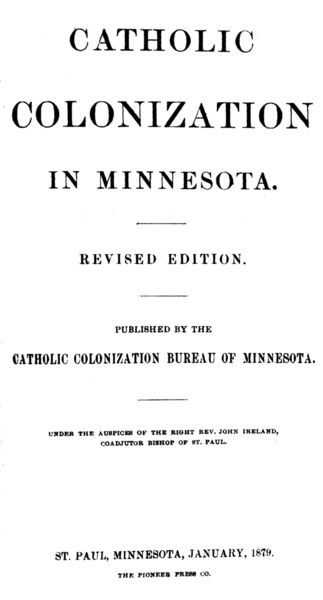 CATHOLIC
COLONIZATION
IN MINNESOTA.
REVISED EDITION.
PUBLISHED BY THE
CATHOLIC COLONIZATION BUREAU OF MINNESOTA.
UNDER THE AUSPICES OF THE RIGHT REV. JOHN IRELAND,
COADJUTOR BISHOP OF ST. PAUL.
ST. PAUL, MINNESOTA, JANUARY, 1879.
THE PIONEER PRESS CO.